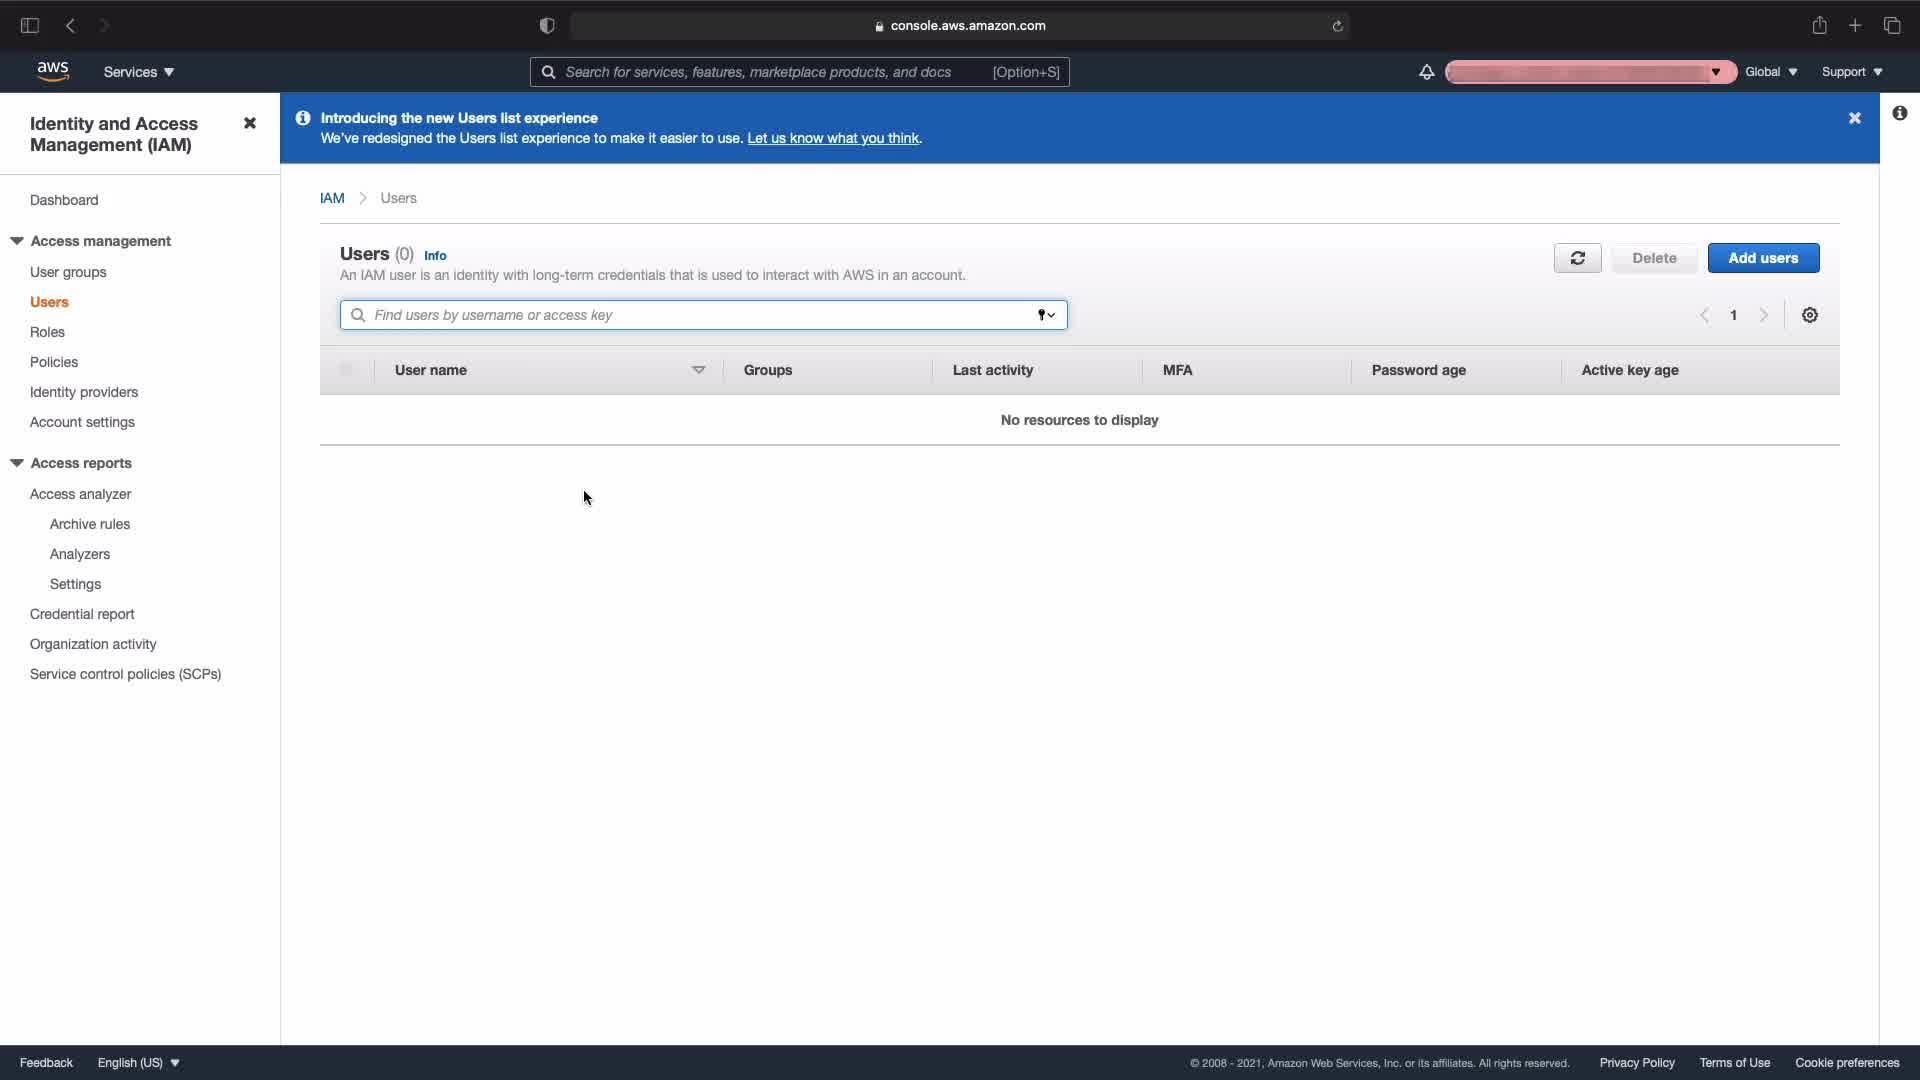 console.aws.amazon.com
aws
Services
Search for services, features, marketplace products, and docs [Option+S]
Global
Support
Identity and Access
Management (IAM)
Dashboard
Access management
User groups
Users
Roles
Policies
Identity providers
Account settings
Access reports
Access analyzer
Archive rules
Analyzers
Settings
Credential report
Organization activity
Service control policies (SCPs)
Introducing the new Users list experience
We've redesigned the Users list experience to make it easier to use. Let us know what you think.
IAM > Users
Users (0) Info
An IAM user is an identity with long-term credentials that is used to interact with AWS in an account.
Delete
Add users
Find users by username or access key
1
User name Groups Last activity MFA Password age Active key age
No resources to display
Feedback English (US)
© 2008 - 2021, Amazon Web Services, Inc. or its affiliates. All rights reserved. Privacy Policy Terms of Use Cookie preferences